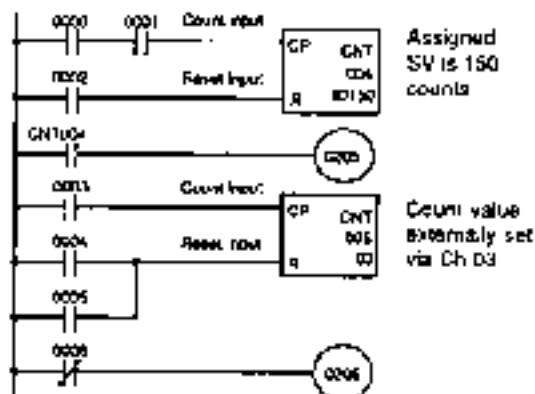 0000 0001 Count input
CP CNT
004
Assigned
SV is 150
counts
0002 Reset input
R #0150
CNT004
0205
0003 Count input
CP CNT
005
Count value
externally set
via Ch 03
0004 Reset input
R 03
0005
0206